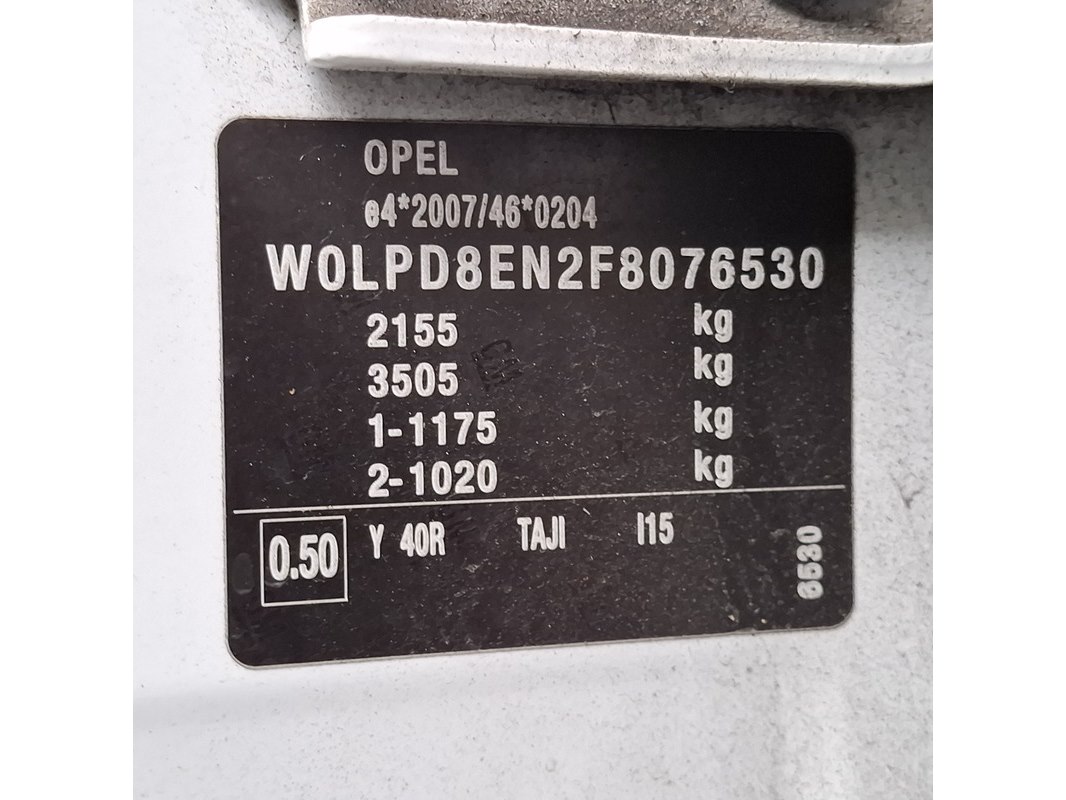 OPEL
e4*2007/46*0204
W0LPD8EN2F8076530
2155 kg
3505 kg
1-1175 kg
2-1020 kg
0.50 Y 40R TAJI I15
6530